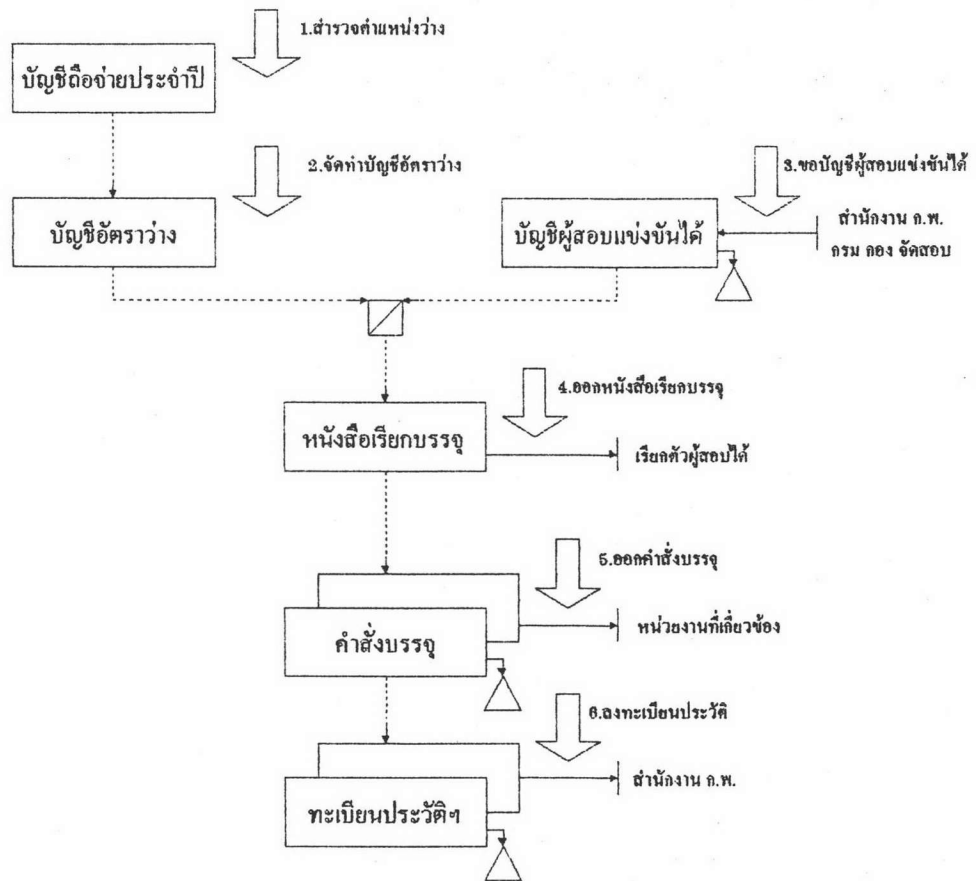 1.สำรวจตำแหน่งว่าง
บัญชีถือจ่ายประจำปี
2.จัดทำบัญชีอัตราว่าง
3.ขอบัญชีผู้สอบแข่งขันได้
บัญชีอัตราว่าง
บัญชีผู้สอบแข่งขันได้
สำนักงาน ก.พ.
กรม กอง จัดสอบ
4.ออกหนังสือเรียกบรรจุ
หนังสือเรียกบรรจุ
เรียกตัวผู้สอบได้
5.ออกคำสั่งบรรจุ
คำสั่งบรรจุ
หน่วยงานที่เกี่ยวข้อง
6.ลงทะเบียนประวัติ
สำนักงาน ก.พ.
ทะเบียนประวัติฯ